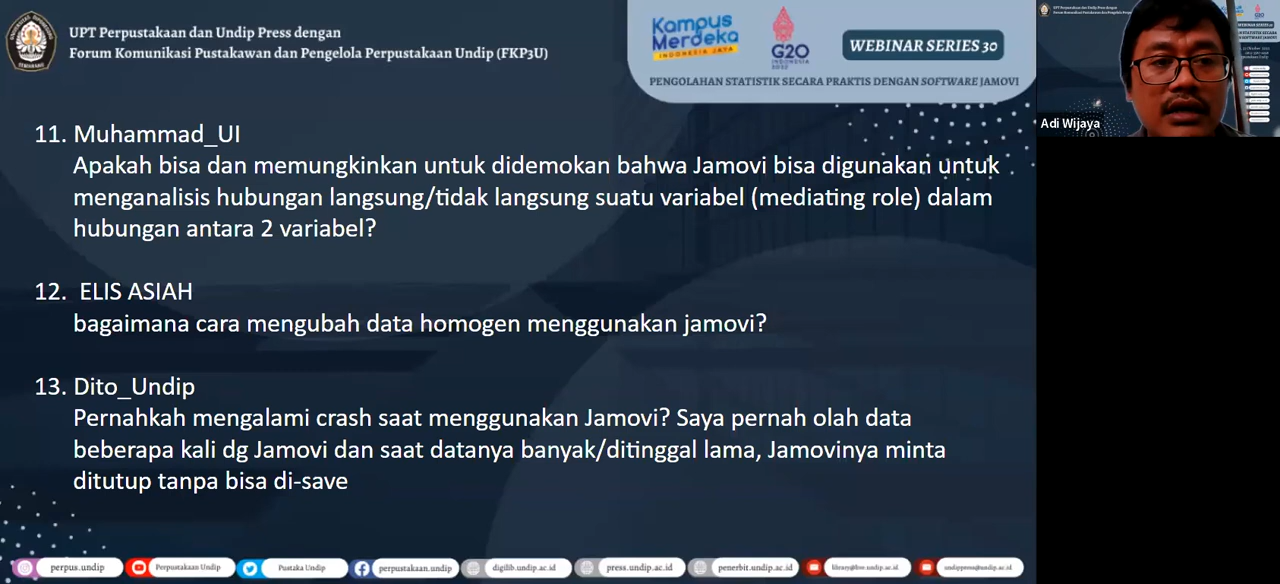 UPT Perpustakaan dan Undip Press dengan
Forum Komunikasi Pustakawan dan Pengelola Perpustakaan Undip (FKP3U)
Kampus
Merdeka
INDONESIA JAYA
G20
INDONESIA
2022
WEBINAR SERIES 30
PENGOLAHAN STATISTIK SECARA PRAKTIS DENGAN SOFTWARE JAMOVI
Adi Wijaya
11. Muhammad_UI
Apakah bisa dan memungkinkan untuk didemokan bahwa Jamovi bisa digunakan untuk
menganalisis hubungan langsung/tidak langsung suatu variabel (mediating role) dalam
hubungan antara 2 variabel?
12. ELIS ASIAH
bagaimana cara mengubah data homogen menggunakan jamovi?
13. Dito_Undip
Pernahkah mengalami crash saat menggunakan Jamovi? Saya pernah olah data
beberapa kali dg Jamovi dan saat datanya banyak/ditinggal lama, Jamovinya minta
ditutup tanpa bisa di-save
perpus.undip
Perpustakaan Undip
Pustaka Undip
perpustakaan.undip
digilib.undip.ac.id
press.undip.ac.id
penerbit.undip.ac.id
undippress@undip.ac.id